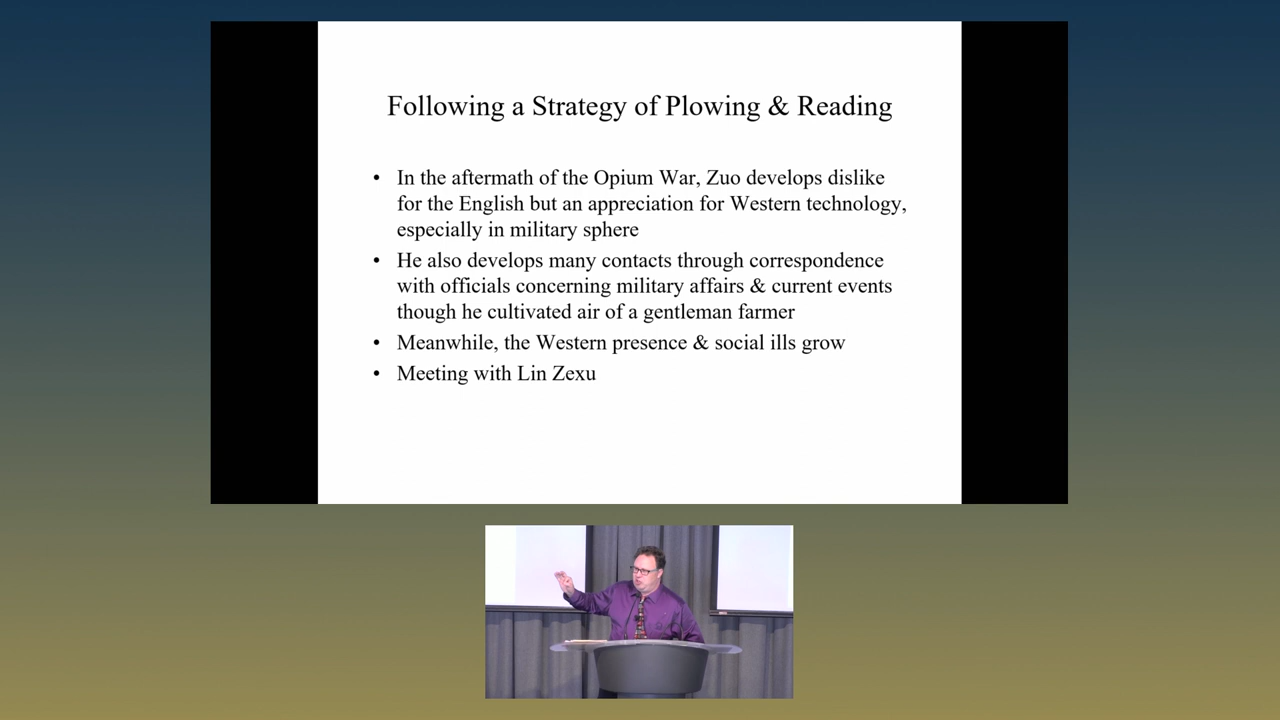 Following a Strategy of Plowing & Reading
• In the aftermath of the Opium War, Zuo develops dislike
for the English but an appreciation for Western technology,
especially in military sphere
• He also develops many contacts through correspondence
with officials concerning military affairs & current events
though he cultivated air of a gentleman farmer
• Meanwhile, the Western presence & social ills grow
• Meeting with Lin Zexu